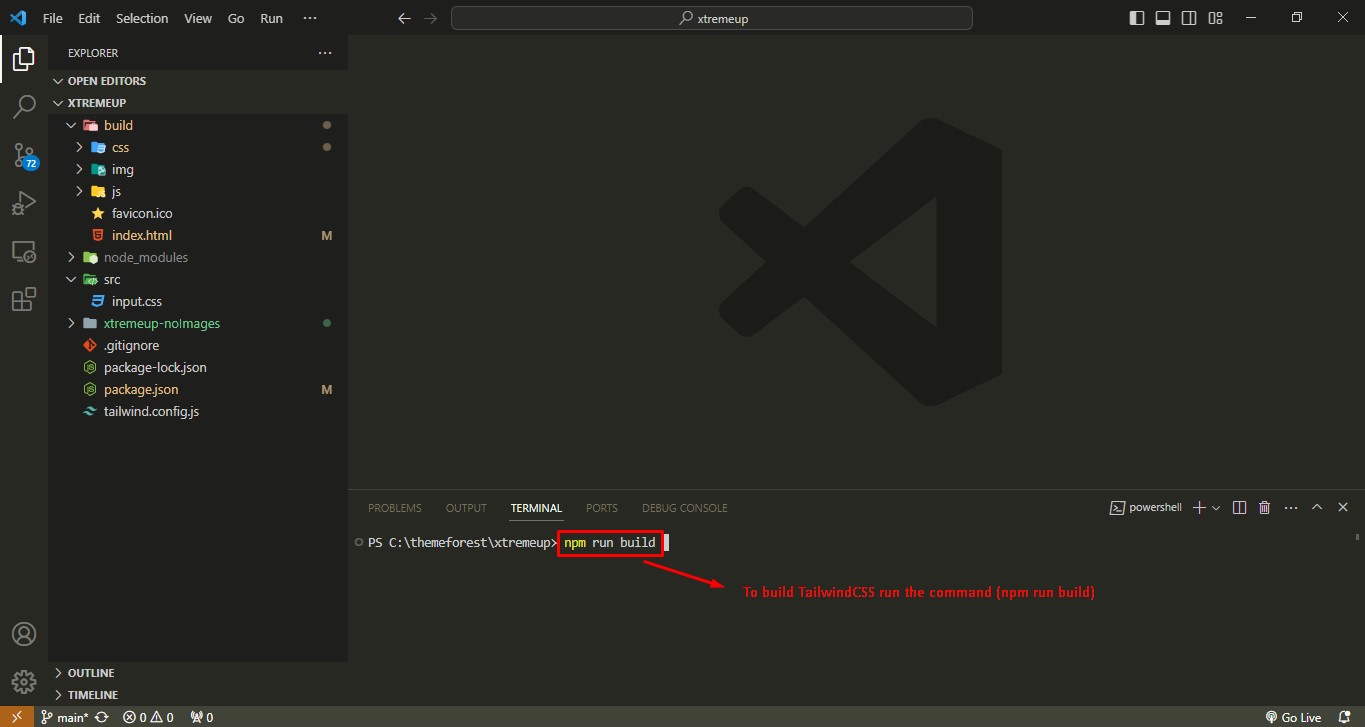 File Edit Selection View Go Run ···
xtremeup
EXPLORER
OPEN EDITORS
XTREMEUP
build
css
72
img
js
favicon.ico
index.html M
node_modules
src
input.css
xtremeup-noImages
.gitignore
package-lock.json
package.json M
tailwind.config.js
PROBLEMS OUTPUT TERMINAL PORTS DEBUG CONSOLE powershell
PS C:\themeforest\xtremeup> npm run build
To build TailwindCSS run the command (npm run build)
OUTLINE
TIMELINE
main* 0 0 0 Go Live